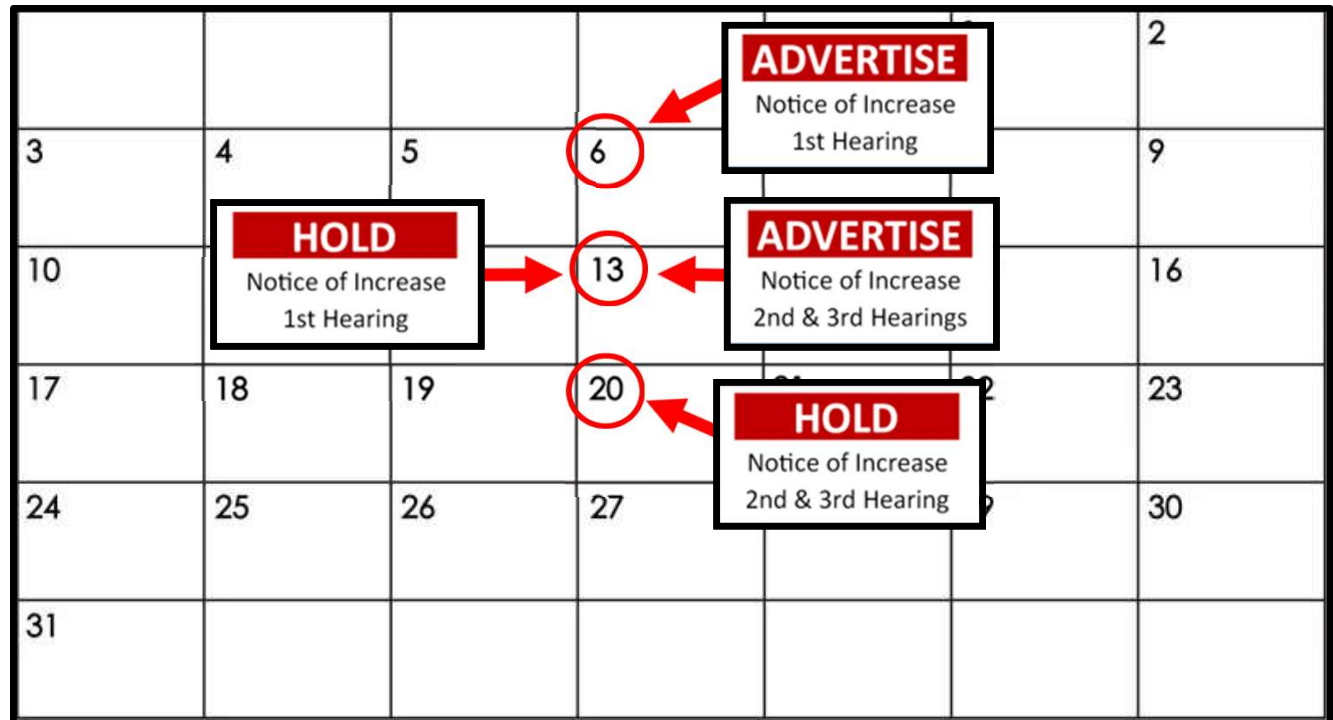 2
ADVERTISE
Notice of Increase
1st Hearing
3 4 5 6 9
HOLD
Notice of Increase
1st Hearing
ADVERTISE
Notice of Increase
2nd & 3rd Hearings
10 13 16
17 18 19 20 23
HOLD
Notice of Increase
2nd & 3rd Hearing
24 25 26 27 30
31